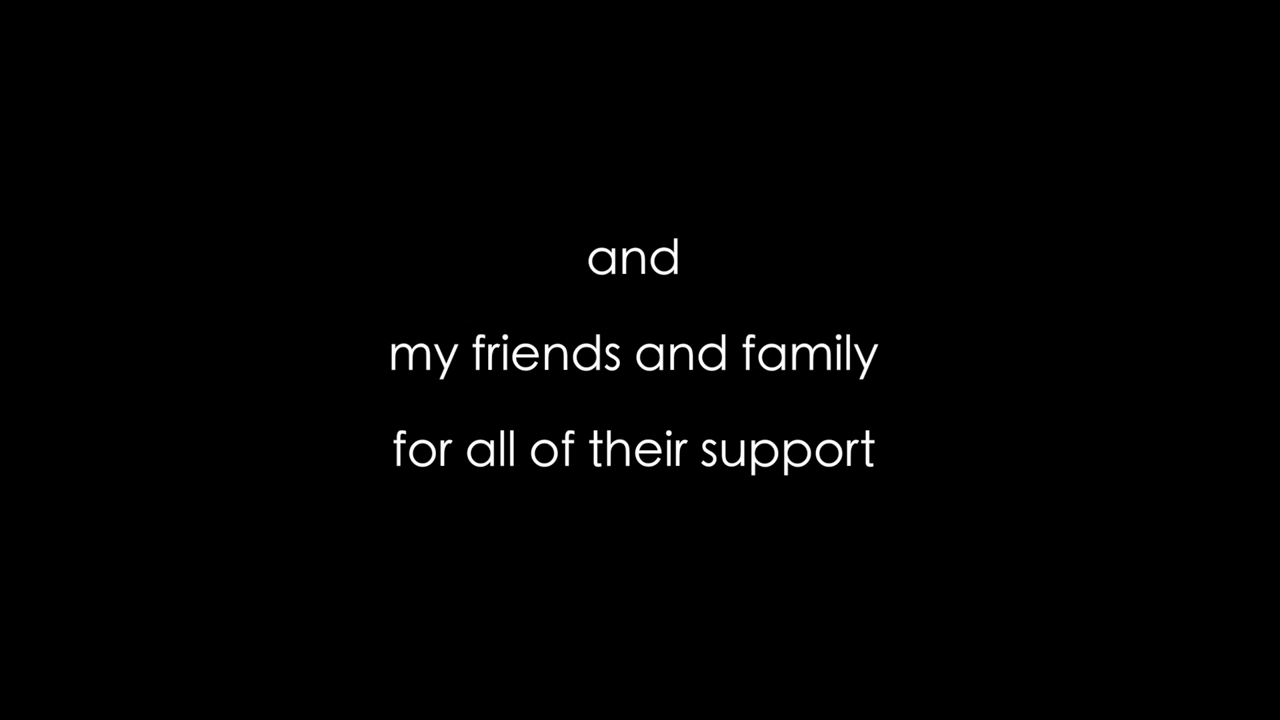 and
my friends and family
for all of their support